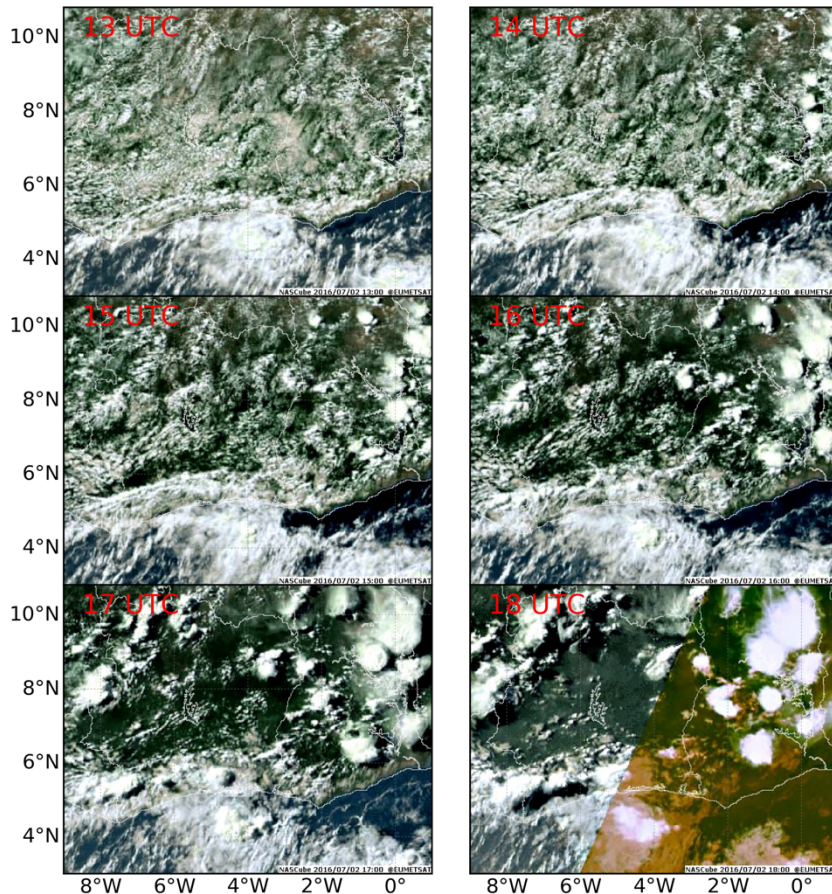 13 UTC
14 UTC
10°N
8°N
6°N
4°N
NASCube 2016/07/02 13:00 @EUMETSAT
NASCube 2016/07/02 14:00 @EUMETSAT
15 UTC
16 UTC
10°N
8°N
6°N
4°N
NASCube 2016/07/02 15:00 @EUMETSAT
NASCube 2016/07/02 16:00 @EUMETSAT
17 UTC
18 UTC
10°N
8°N
6°N
4°N
NASCube 2016/07/02 17:00 @EUMETSAT
NASCube 2016/07/02 18:00 @EUMETSAT
8°W 6°W 4°W 2°W 0°
8°W 6°W 4°W 2°W 0°